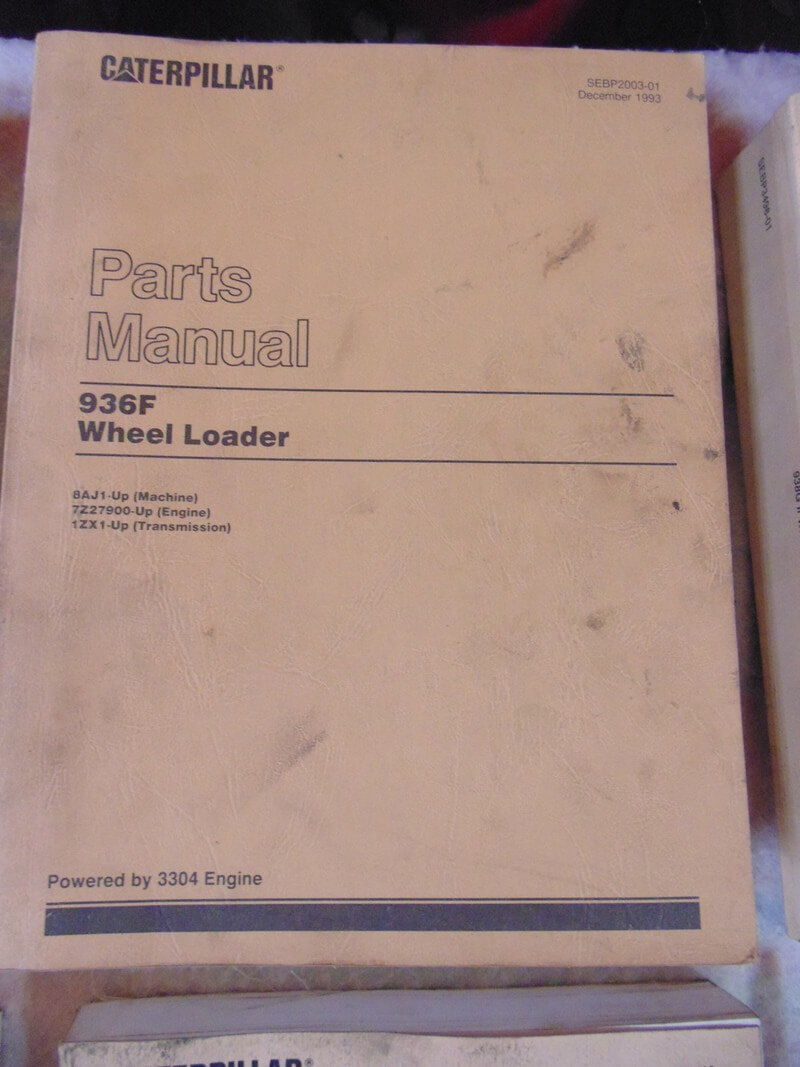 CATERPILLAR®
SEBP2003-01
December 1993
Parts
Manual
936F
Wheel Loader
8AJ1-Up (Machine)
7Z27900-Up (Engine)
1ZX1-Up (Transmission)
Powered by 3304 Engine